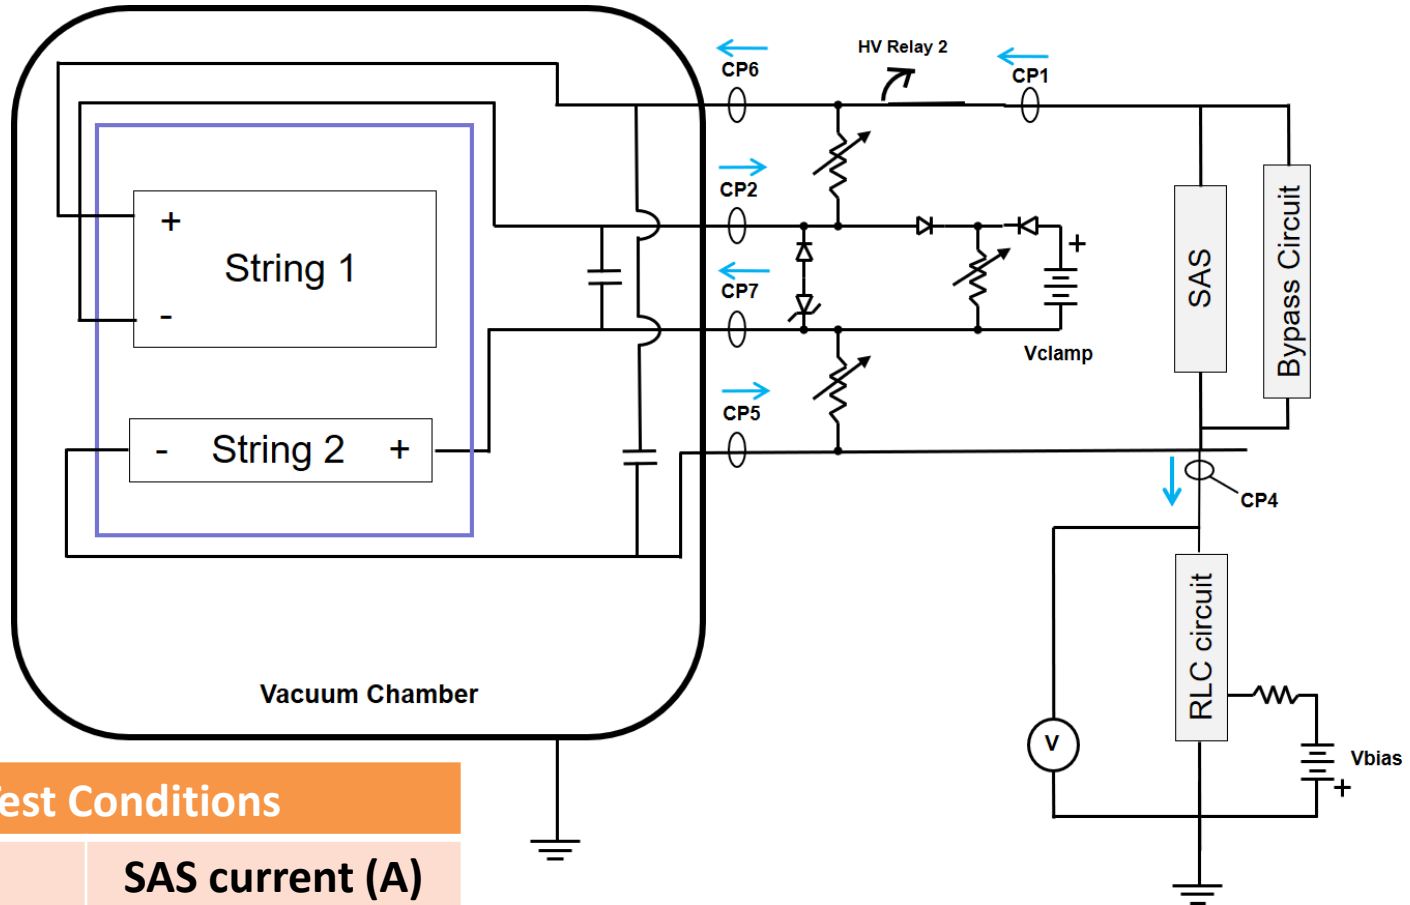 HV Relay 2
CP6
CP1
CP2
+
String 1
-
CP7
+
Vclamp
SAS
Bypass Circuit
CP5
- String 2 +
CP4
RLC circuit
Vacuum Chamber
V
Vbias
+
Conditions
SAS current (A)